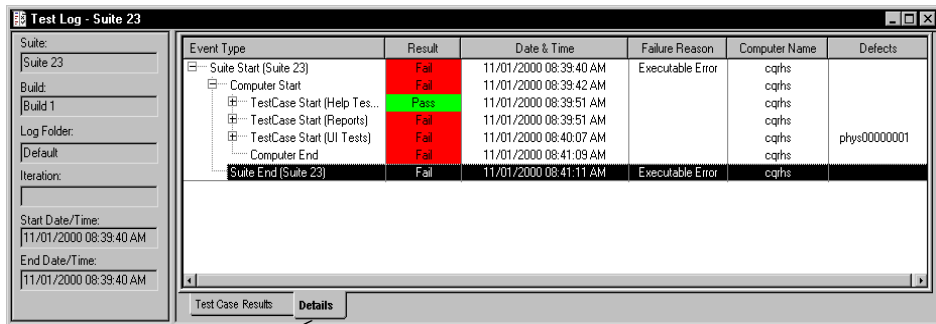 Test Log - Suite 23
Suite:
Suite 23
Build:
Build 1
Log Folder:
Default
Iteration:
Start Date/Time:
11/01/2000 08:39:40 AM
End Date/Time:
11/01/2000 08:39:40 AM
Event Type Result Date & Time Failure Reason Computer Name Defects
Suite Start (Suite 23) Fail 11/01/2000 08:39:40 AM Executable Error cqrhs
Computer Start Fail 11/01/2000 08:39:42 AM cqrhs
TestCase Start (Help Tes... Pass 11/01/2000 08:39:51 AM cqrhs
TestCase Start (Reports) Fail 11/01/2000 08:39:51 AM cqrhs
TestCase Start (UI Tests) Fail 11/01/2000 08:40:07 AM cqrhs phys00000001
Computer End Fail 11/01/2000 08:41:09 AM cqrhs
Suite End (Suite 23) Fail 11/01/2000 08:41:11 AM Executable Error cqrhs
Test Case Results Details